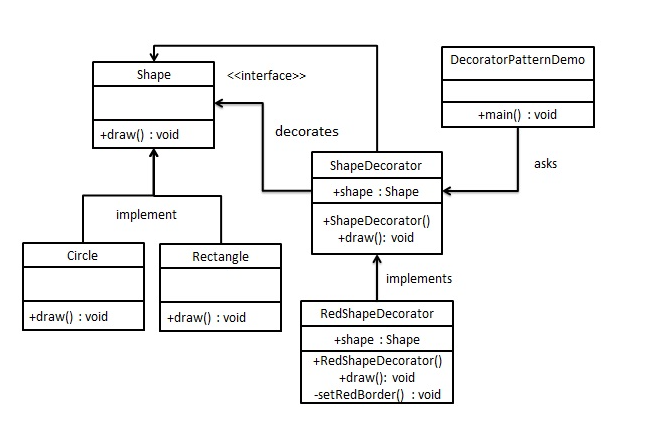 Shape
<<interface>>
+draw() : void
decorates
DecoratorPatternDemo
+main() : void
asks
ShapeDecorator
+shape : Shape
+ShapeDecorator()
+draw(): void
implement
Circle
+draw() : void
Rectangle
+draw() : void
implements
RedShapeDecorator
+shape : Shape
+RedShapeDecorator()
+draw(): void
-setRedBorder() : void